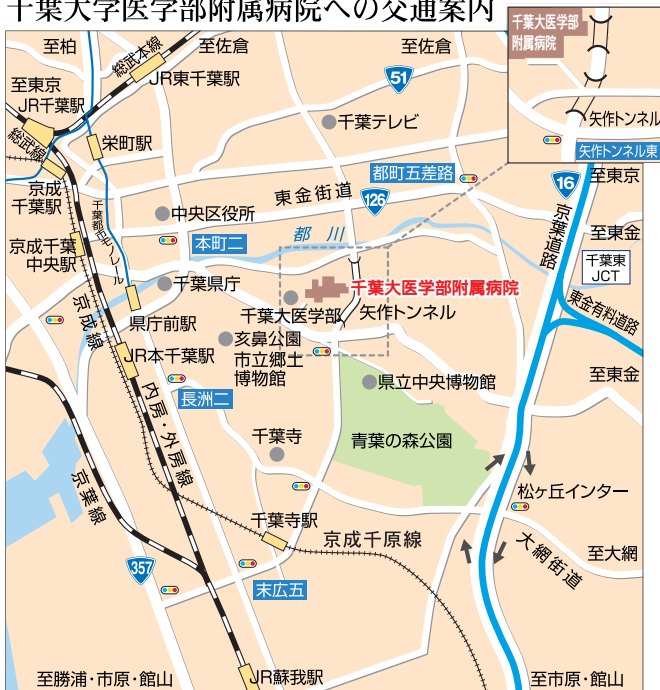 千葉大学医学部附属病院への交通案内
千葉大医学部
附属病院
矢作トンネル
矢作トンネル東
至柏
総武本線
至佐倉
至佐倉
JR東千葉駅
51
至東京
JR千葉駅
総武線
栄町駅
千葉テレビ
都町五差路
16
至東京
京成
千葉駅
東金街道
126
千葉都市モノレール
中央区役所
本町二
都川
京葉道路
至東金
千葉東
JCT
京成千葉
中央駅
千葉県庁
千葉大医学部附属病院
千葉大医学部
矢作トンネル
東金有料道路
京成線
県庁前駅
亥鼻公園
市立郷土
博物館
JR本千葉駅
県立中央博物館
至東金
長洲二
内房・外房線
千葉寺
青葉の森公園
京葉線
松ヶ丘インター
千葉寺駅
京成千原線
大網街道
至大網
357
末広五
至勝浦・市原・館山
JR蘇我駅
至市原・館山